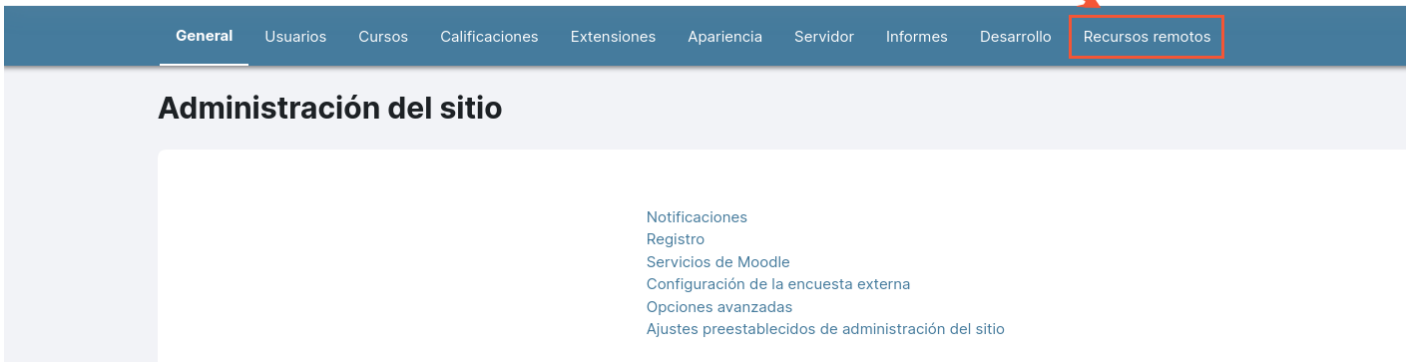 General Usuarios Cursos Calificaciones Extensiones Apariencia Servidor Informes Desarrollo Recursos remotos
Administración del sitio
Notificaciones
Registro
Servicios de Moodle
Configuración de la encuesta externa
Opciones avanzadas
Ajustes preestablecidos de administración del sitio